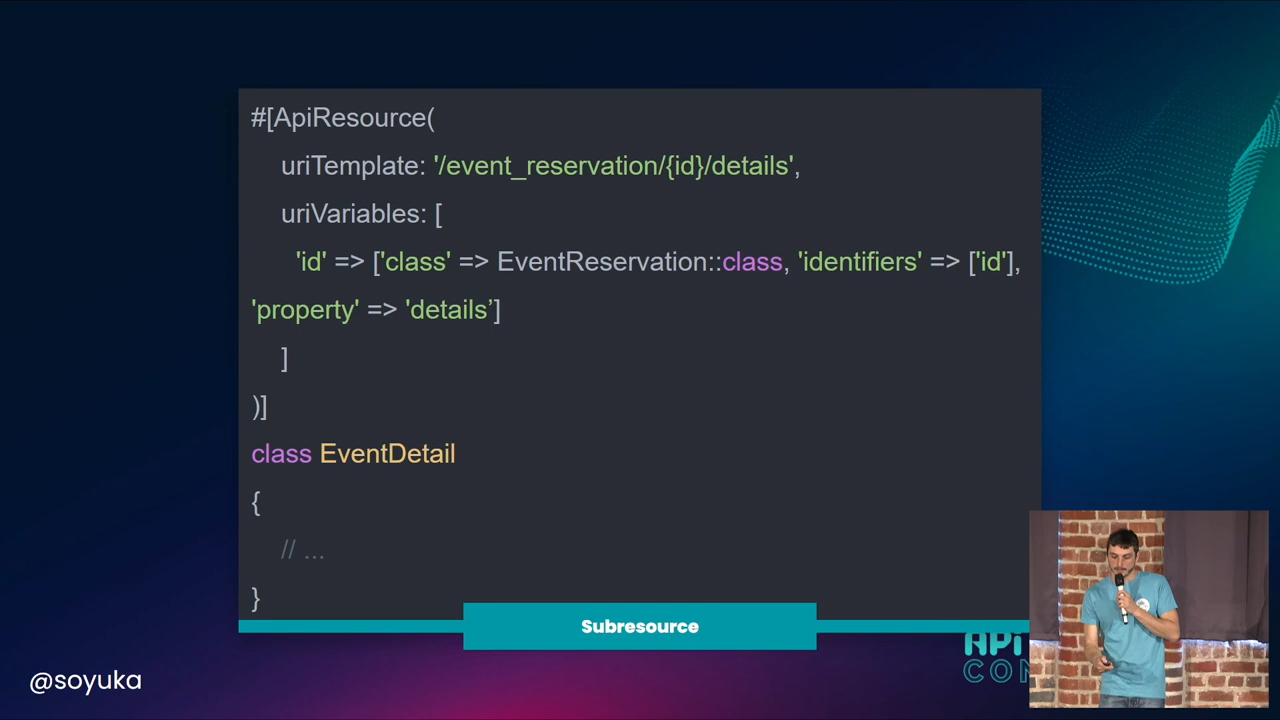 #[ApiResource(
uriTemplate: '/event_reservation/{id}/details',
uriVariables: [
'id' => ['class' => EventReservation::class, 'identifiers' => ['id'],
'property' => 'details’]
]
)]
class EventDetail
{
// ...
}
Subresource
@soyuka
API
CON